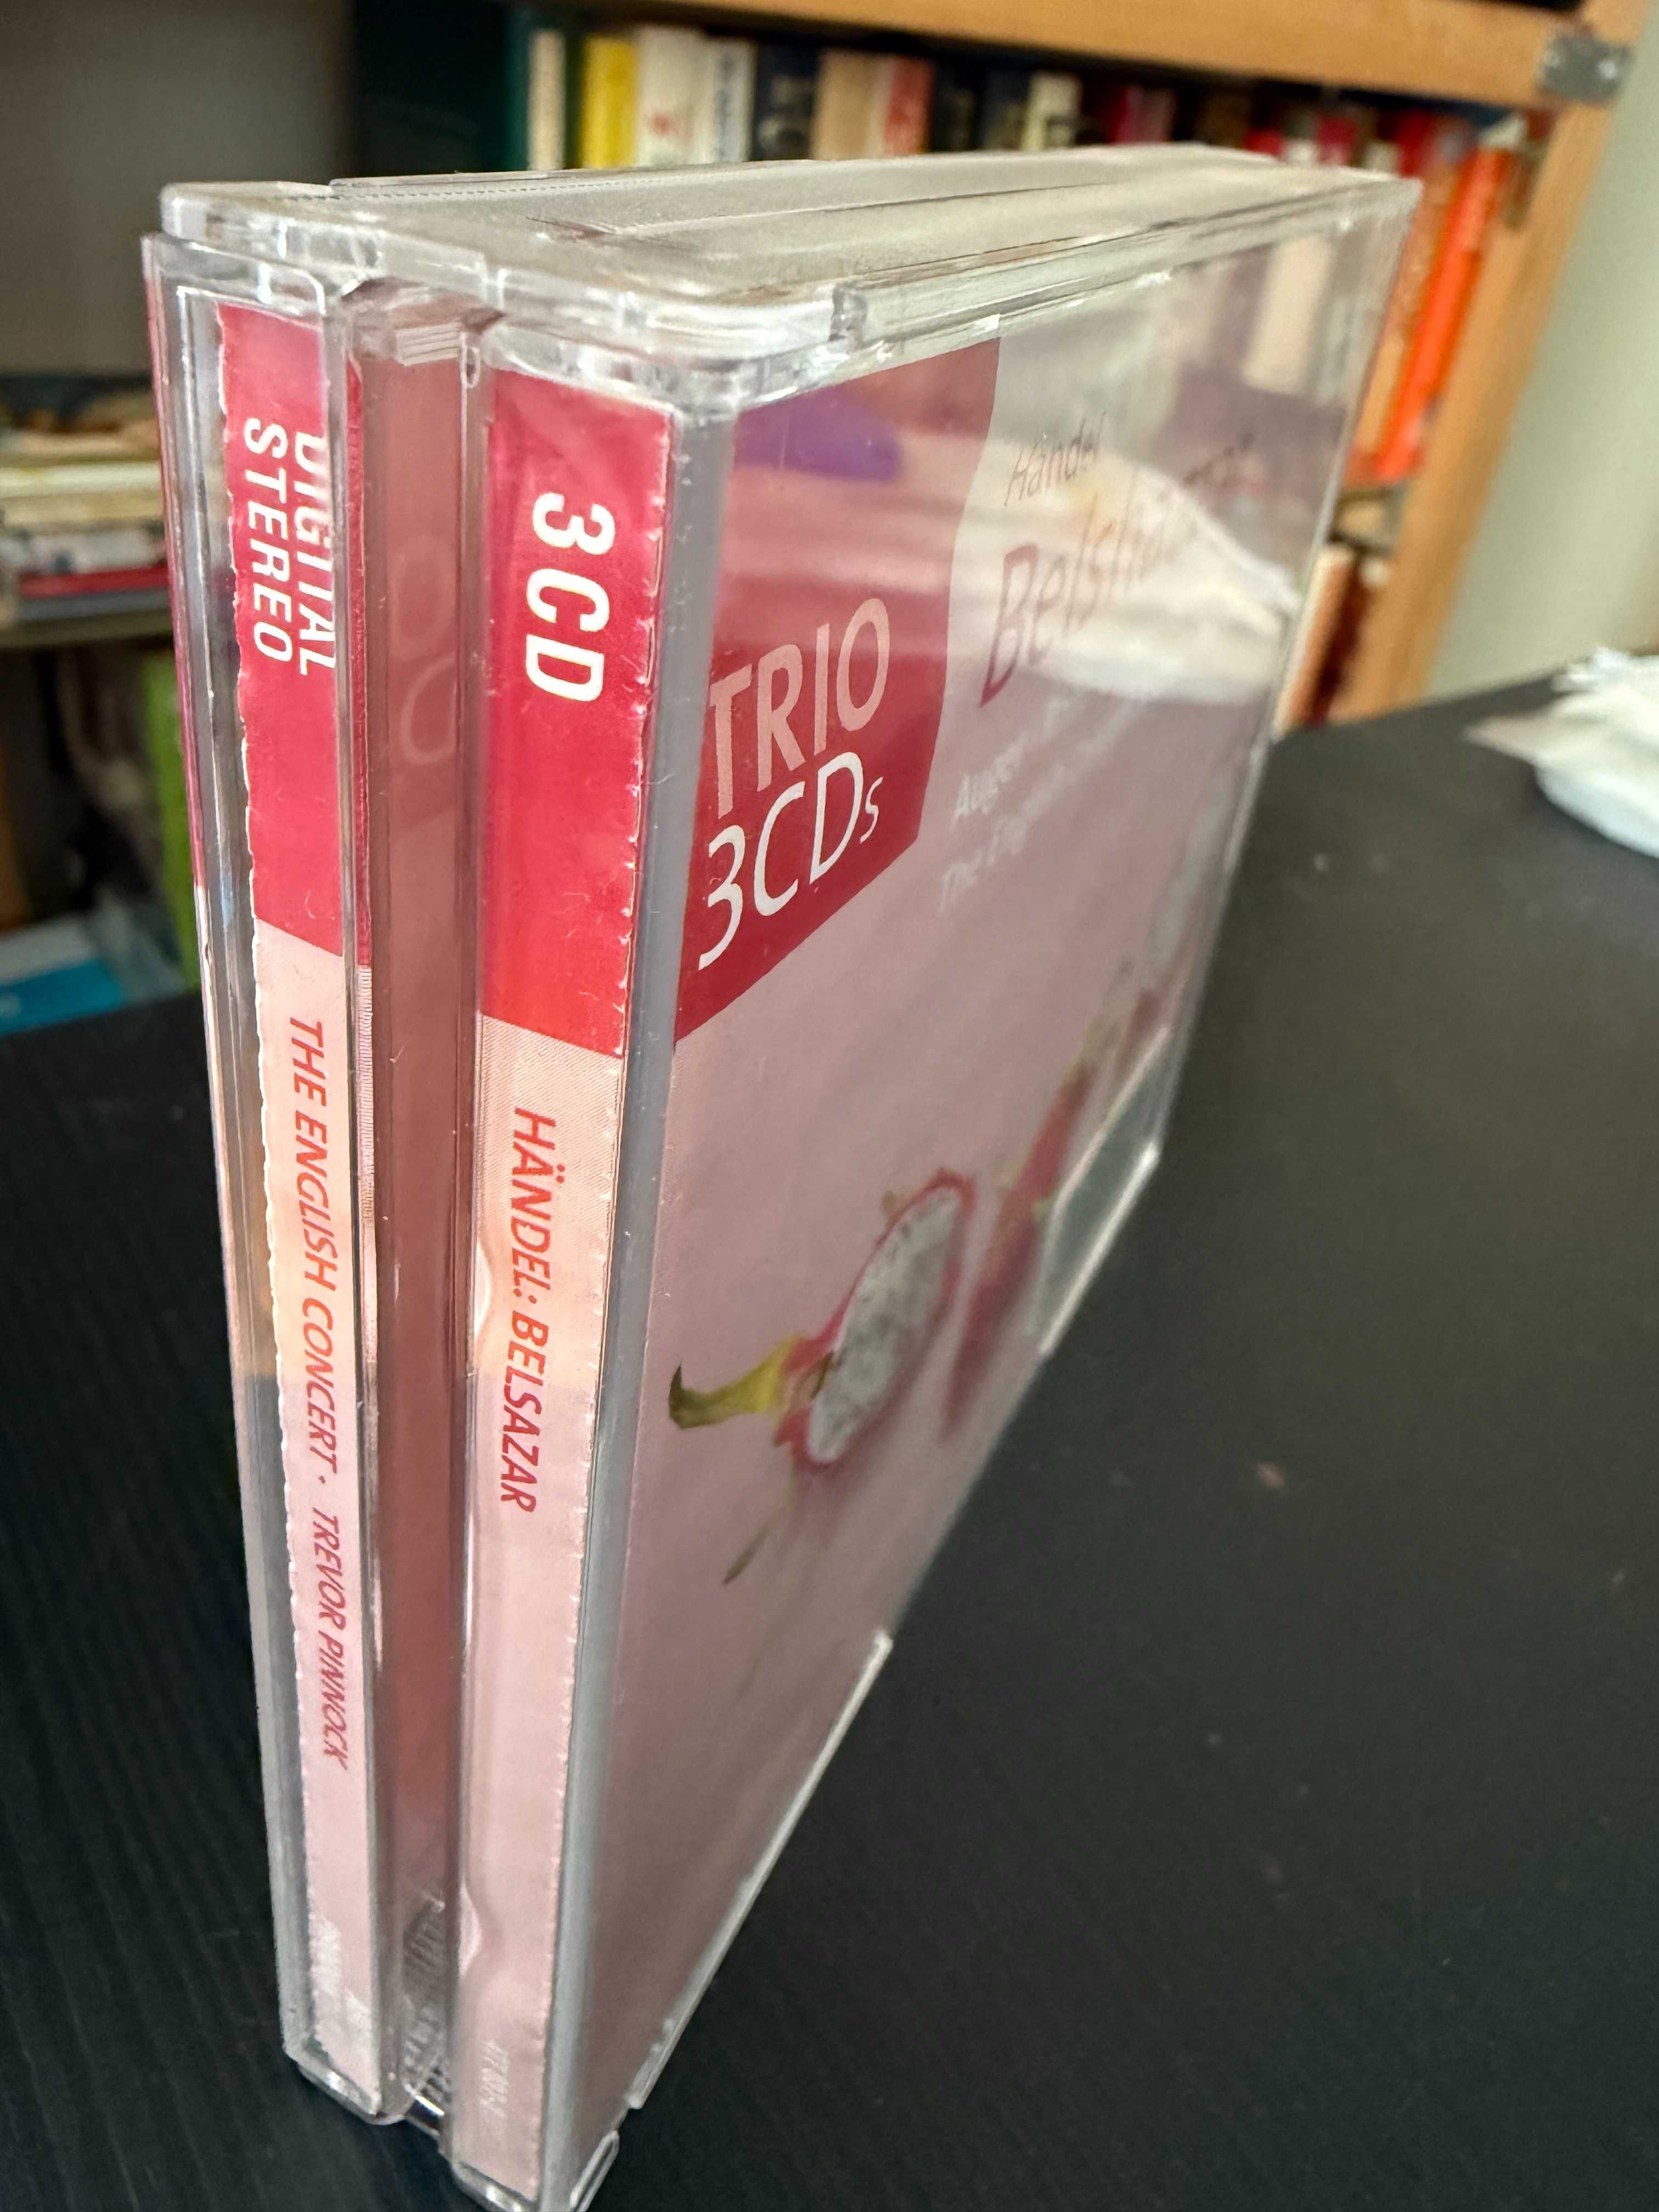 DIGITAL
STEREO
THE ENGLISH CONCERT · TREVOR PINNOCK
3 CD
HÄNDEL: BELSAZAR
TRIO
3CDs
Händel